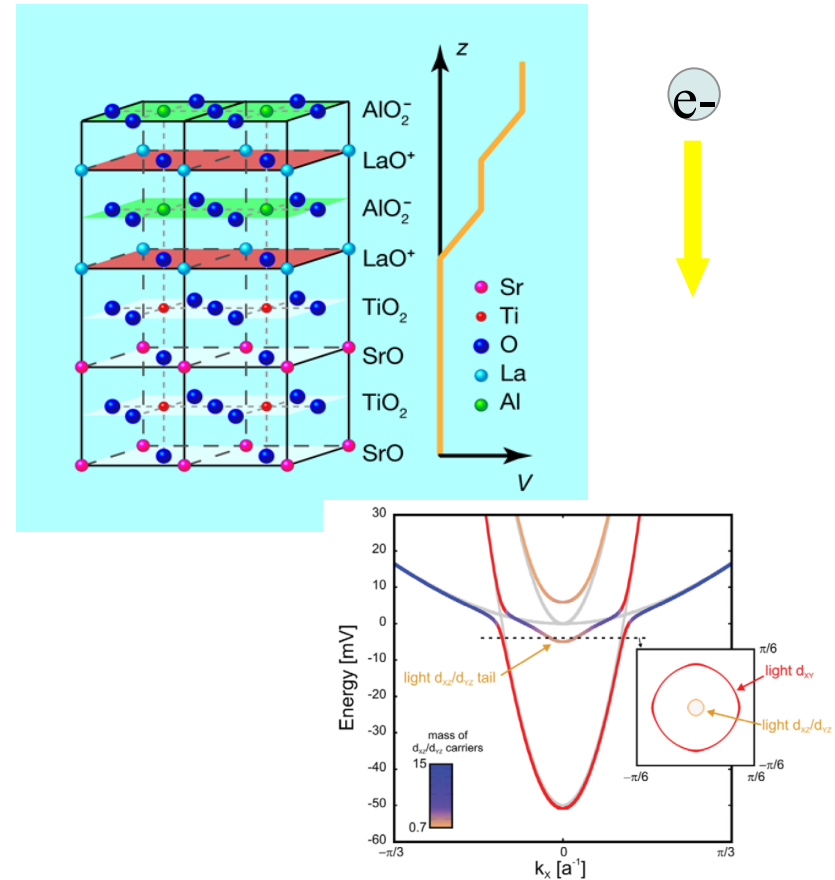 z
AlO₂⁻
LaO⁺
AlO₂⁻
LaO⁺
TiO₂
SrO
TiO₂
SrO
Sr
Ti
O
La
Al
V
e-
30
20
10
0
-10
-20
-30
-40
-50
-60
Energy [mV]
light dXZ/dYZ tail
mass of
dXZ/dYZ carriers
15
0.7
π/6
light dXY
light dXZ/dYZ
−π/6
−π/6
π/6
−π/3
0
π/3
kX [a⁻¹]